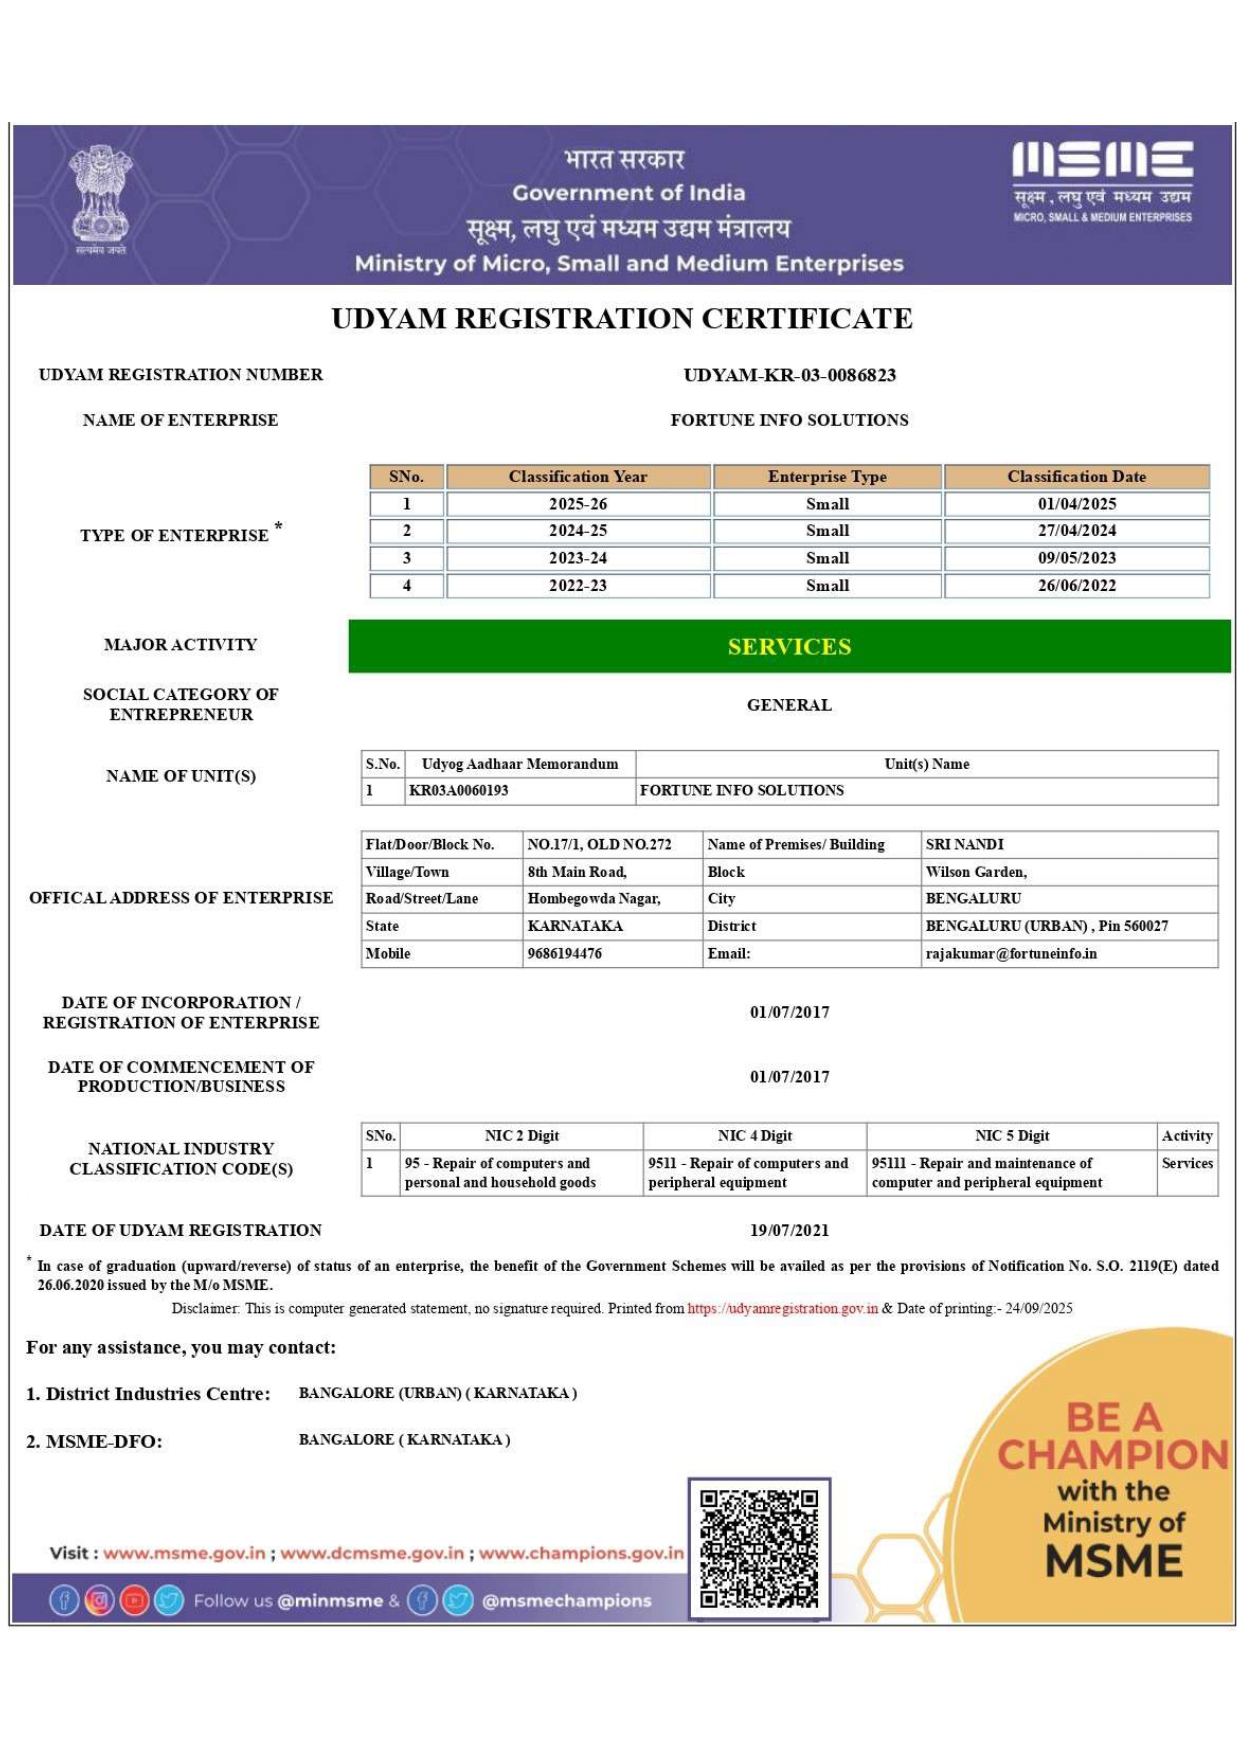 भारत सरकार
Government of India
सूक्ष्म, लघु एवं मध्यम उद्यम मंत्रालय
Ministry of Micro, Small and Medium Enterprises
सत्यमेव जयते
MSME
सूक्ष्म, लघु एवं मध्यम उद्यम
MICRO, SMALL & MEDIUM ENTERPRISES
UDYAM REGISTRATION CERTIFICATE
UDYAM REGISTRATION NUMBER UDYAM-KR-03-0086823
NAME OF ENTERPRISE FORTUNE INFO SOLUTIONS
TYPE OF ENTERPRISE *
SNo. Classification Year Enterprise Type Classification Date
1 2025-26 Small 01/04/2025
2 2024-25 Small 27/04/2024
3 2023-24 Small 09/05/2023
4 2022-23 Small 26/06/2022
MAJOR ACTIVITY SERVICES
SOCIAL CATEGORY OF
ENTREPRENEUR
GENERAL
NAME OF UNIT(S)
S.No. Udyog Aadhaar Memorandum Unit(s) Name
1 KR03A0060193 FORTUNE INFO SOLUTIONS
OFFICAL ADDRESS OF ENTERPRISE
Flat/Door/Block No. NO.17/1, OLD NO.272 Name of Premises/ Building SRI NANDI
Village/Town 8th Main Road, Block Wilson Garden,
Road/Street/Lane Hombegowda Nagar, City BENGALURU
State KARNATAKA District BENGALURU (URBAN) , Pin 560027
Mobile 9686194476 Email: rajakumar@fortuneinfo.in
DATE OF INCORPORATION /
REGISTRATION OF ENTERPRISE
01/07/2017
DATE OF COMMENCEMENT OF
PRODUCTION/BUSINESS
01/07/2017
NATIONAL INDUSTRY
CLASSIFICATION CODE(S)
SNo. NIC 2 Digit NIC 4 Digit NIC 5 Digit Activity
1 95 - Repair of computers and 9511 - Repair of computers and 95111 - Repair and maintenance of Services
personal and household goods peripheral equipment computer and peripheral equipment
DATE OF UDYAM REGISTRATION 19/07/2021
* In case of graduation (upward/reverse) of status of an enterprise, the benefit of the Government Schemes will be availed as per the provisions of Notification No. S.O. 2119(E) dated
26.06.2020 issued by the M/o MSME.
Disclaimer: This is computer generated statement, no signature required. Printed from https://udyamregistration.gov.in & Date of printing:- 24/09/2025
For any assistance, you may contact:
1. District Industries Centre: BANGALORE (URBAN) ( KARNATAKA )
2. MSME-DFO: BANGALORE ( KARNATAKA )
BE A
CHAMPION
with the
Ministry of
MSME
Visit : www.msme.gov.in ; www.dcmsme.gov.in ; www.champions.gov.in
Follow us @minmsme & @msmechampions